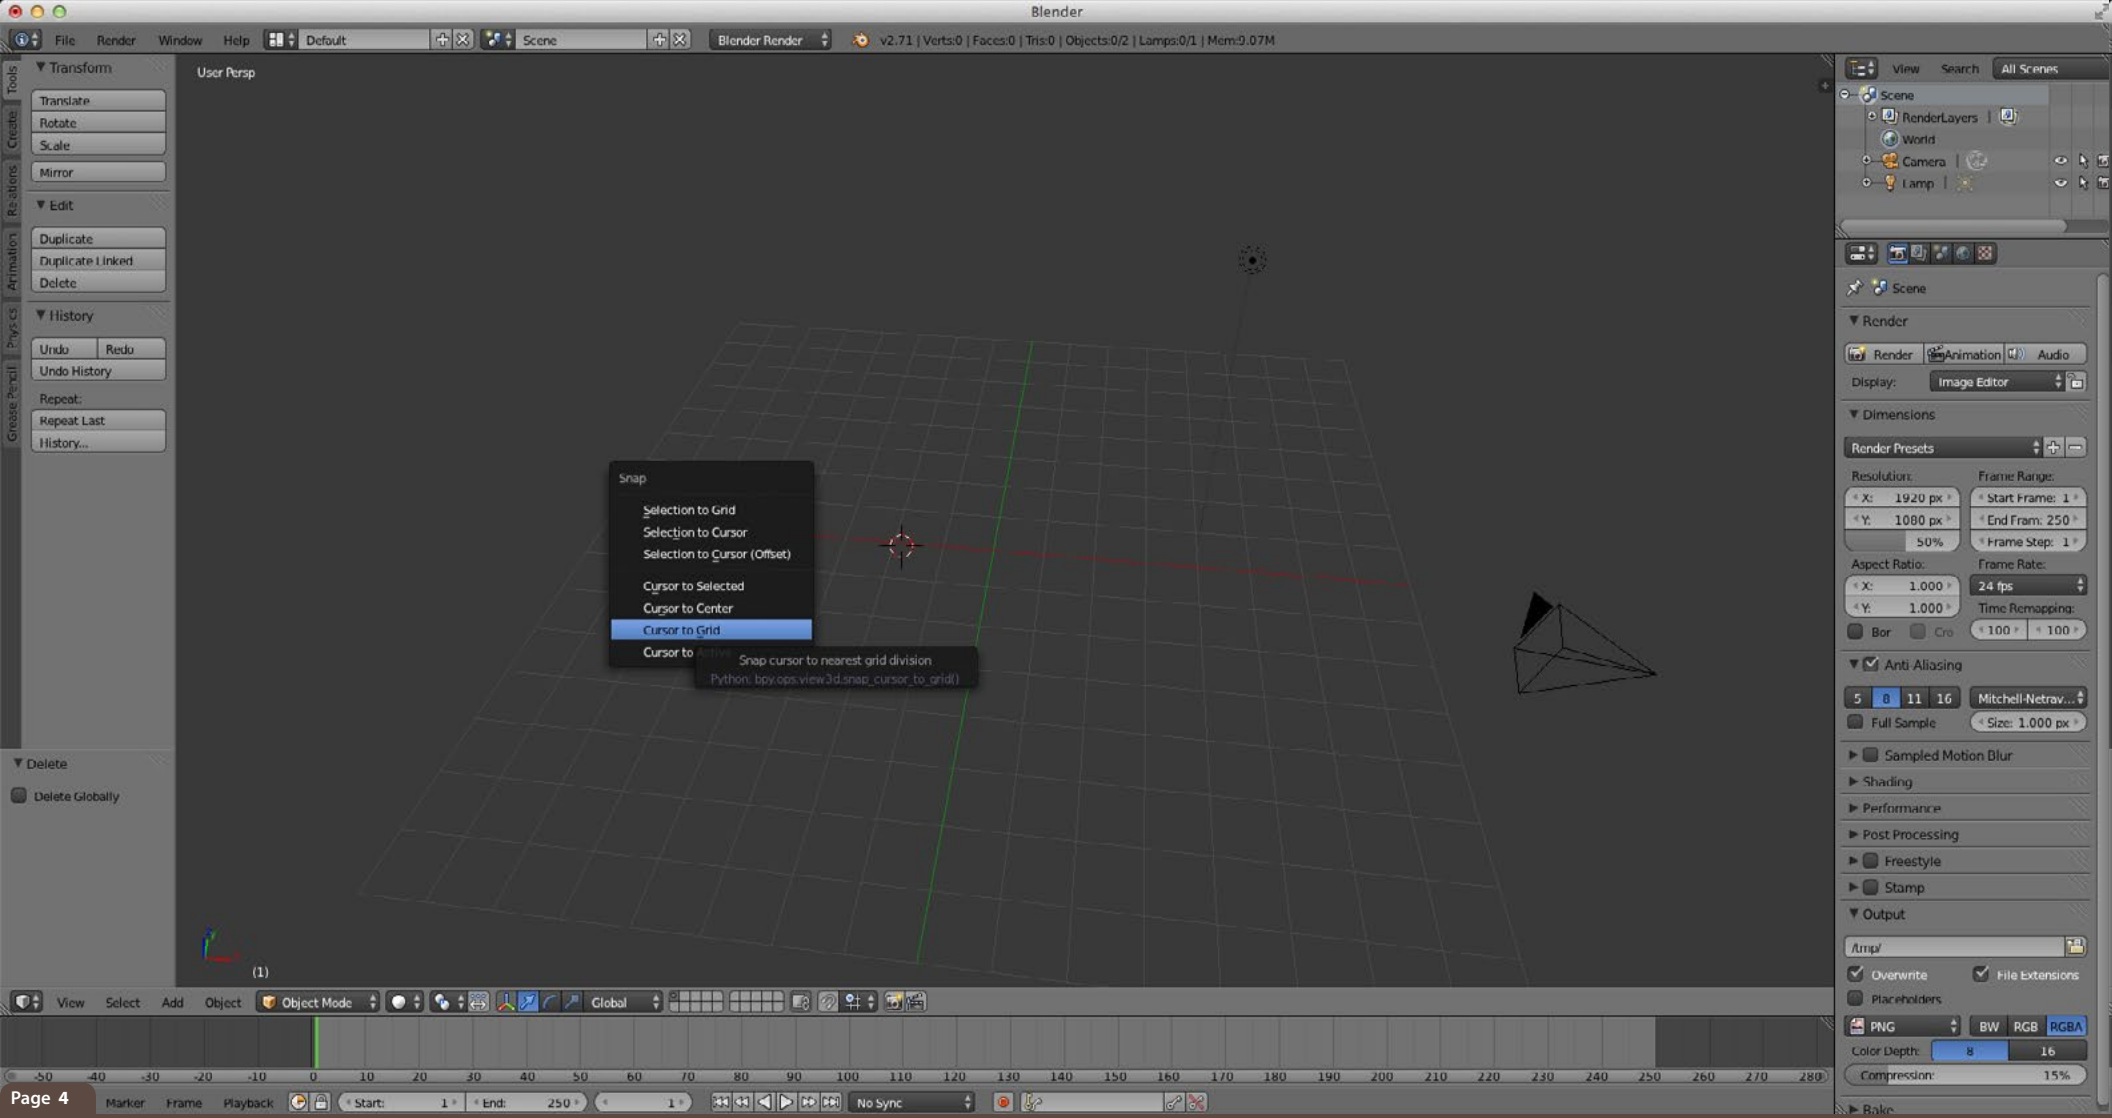 Blender
File Render Window Help Default Scene Blender Render v2.71 | Verts:0 | Faces:0 | Tris:0 | Objects:0/2 | Lamps:0/1 | Mem:9.07M
Tools
Create
Relations
Animation
Physics
Grease Pencil
Transform
Translate
Rotate
Scale
Mirror
Edit
Duplicate
Duplicate Linked
Delete
History
Undo Redo
Undo History
Repeat:
Repeat Last
History...
Delete
Delete Globally
User Persp
Snap
Selection to Grid
Selection to Cursor
Selection to Cursor (Offset)
Cursor to Selected
Cursor to Center
Cursor to Grid
Cursor to Active
Snap cursor to nearest grid division
Python: bpy.ops.view3d.snap_cursor_to_grid()
(1)
View Select Add Object Object Mode Global
-50 -40 -30 -20 -10 0 10 20 30 40 50 60 70 80 90 100 110 120 130 140 150 160 170 180 190 200 210 220 230 240 250 260 270 280
Page 4
Marker Frame Playback Start: 1 End: 250 1 No Sync
View Search All Scenes
Scene
RenderLayers |
World
Camera |
Lamp |
Scene
Render
Render Animation Audio
Display: Image Editor
Dimensions
Render Presets
Resolution: Frame Range:
X: 1920 px Start Frame: 1
Y: 1080 px End Fram: 250
50% Frame Step: 1
Aspect Ratio: Frame Rate:
X: 1.000 24 fps
Y: 1.000 Time Remapping:
Bor Cro 100 100
Anti-Aliasing
5 8 11 16 Mitchell-Netrav...
Full Sample Size: 1.000 px
Sampled Motion Blur
Shading
Performance
Post Processing
Freestyle
Stamp
Output
/tmp/
Overwrite File Extensions
Placeholders
PNG BW RGB RGBA
Color Depth: 8 16
Compression: 15%
Bake